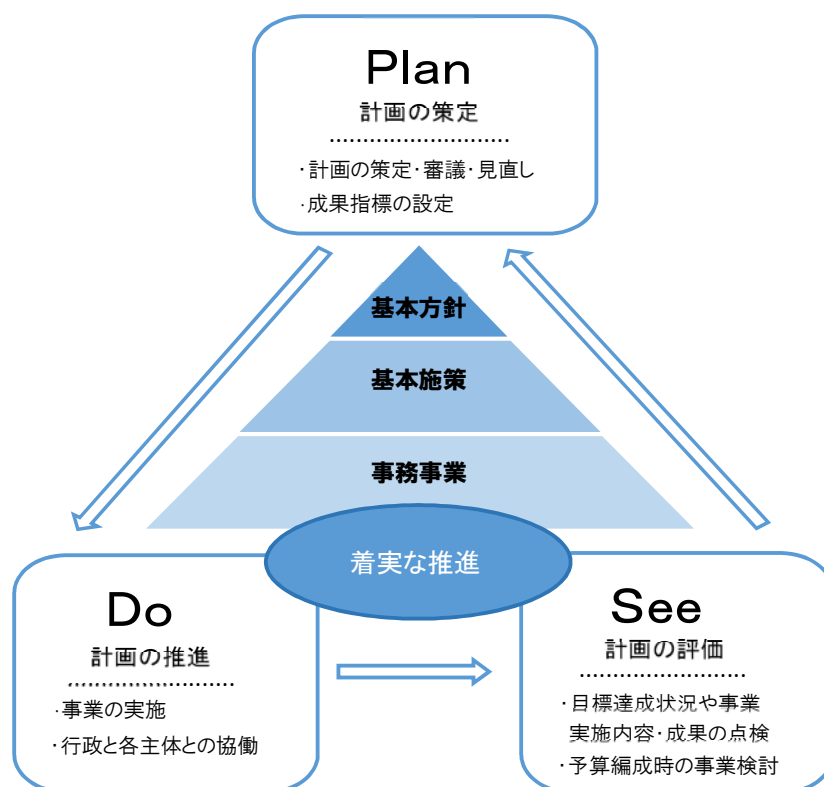 Plan
計画の策定
・計画の策定・審議・見直し
・成果指標の設定
基本方針
基本施策
事務事業
着実な推進
Do
計画の推進
・事業の実施
・行政と各主体との協働
See
計画の評価
・目標達成状況や事業
実施内容・成果の点検
・予算編成時の事業検討